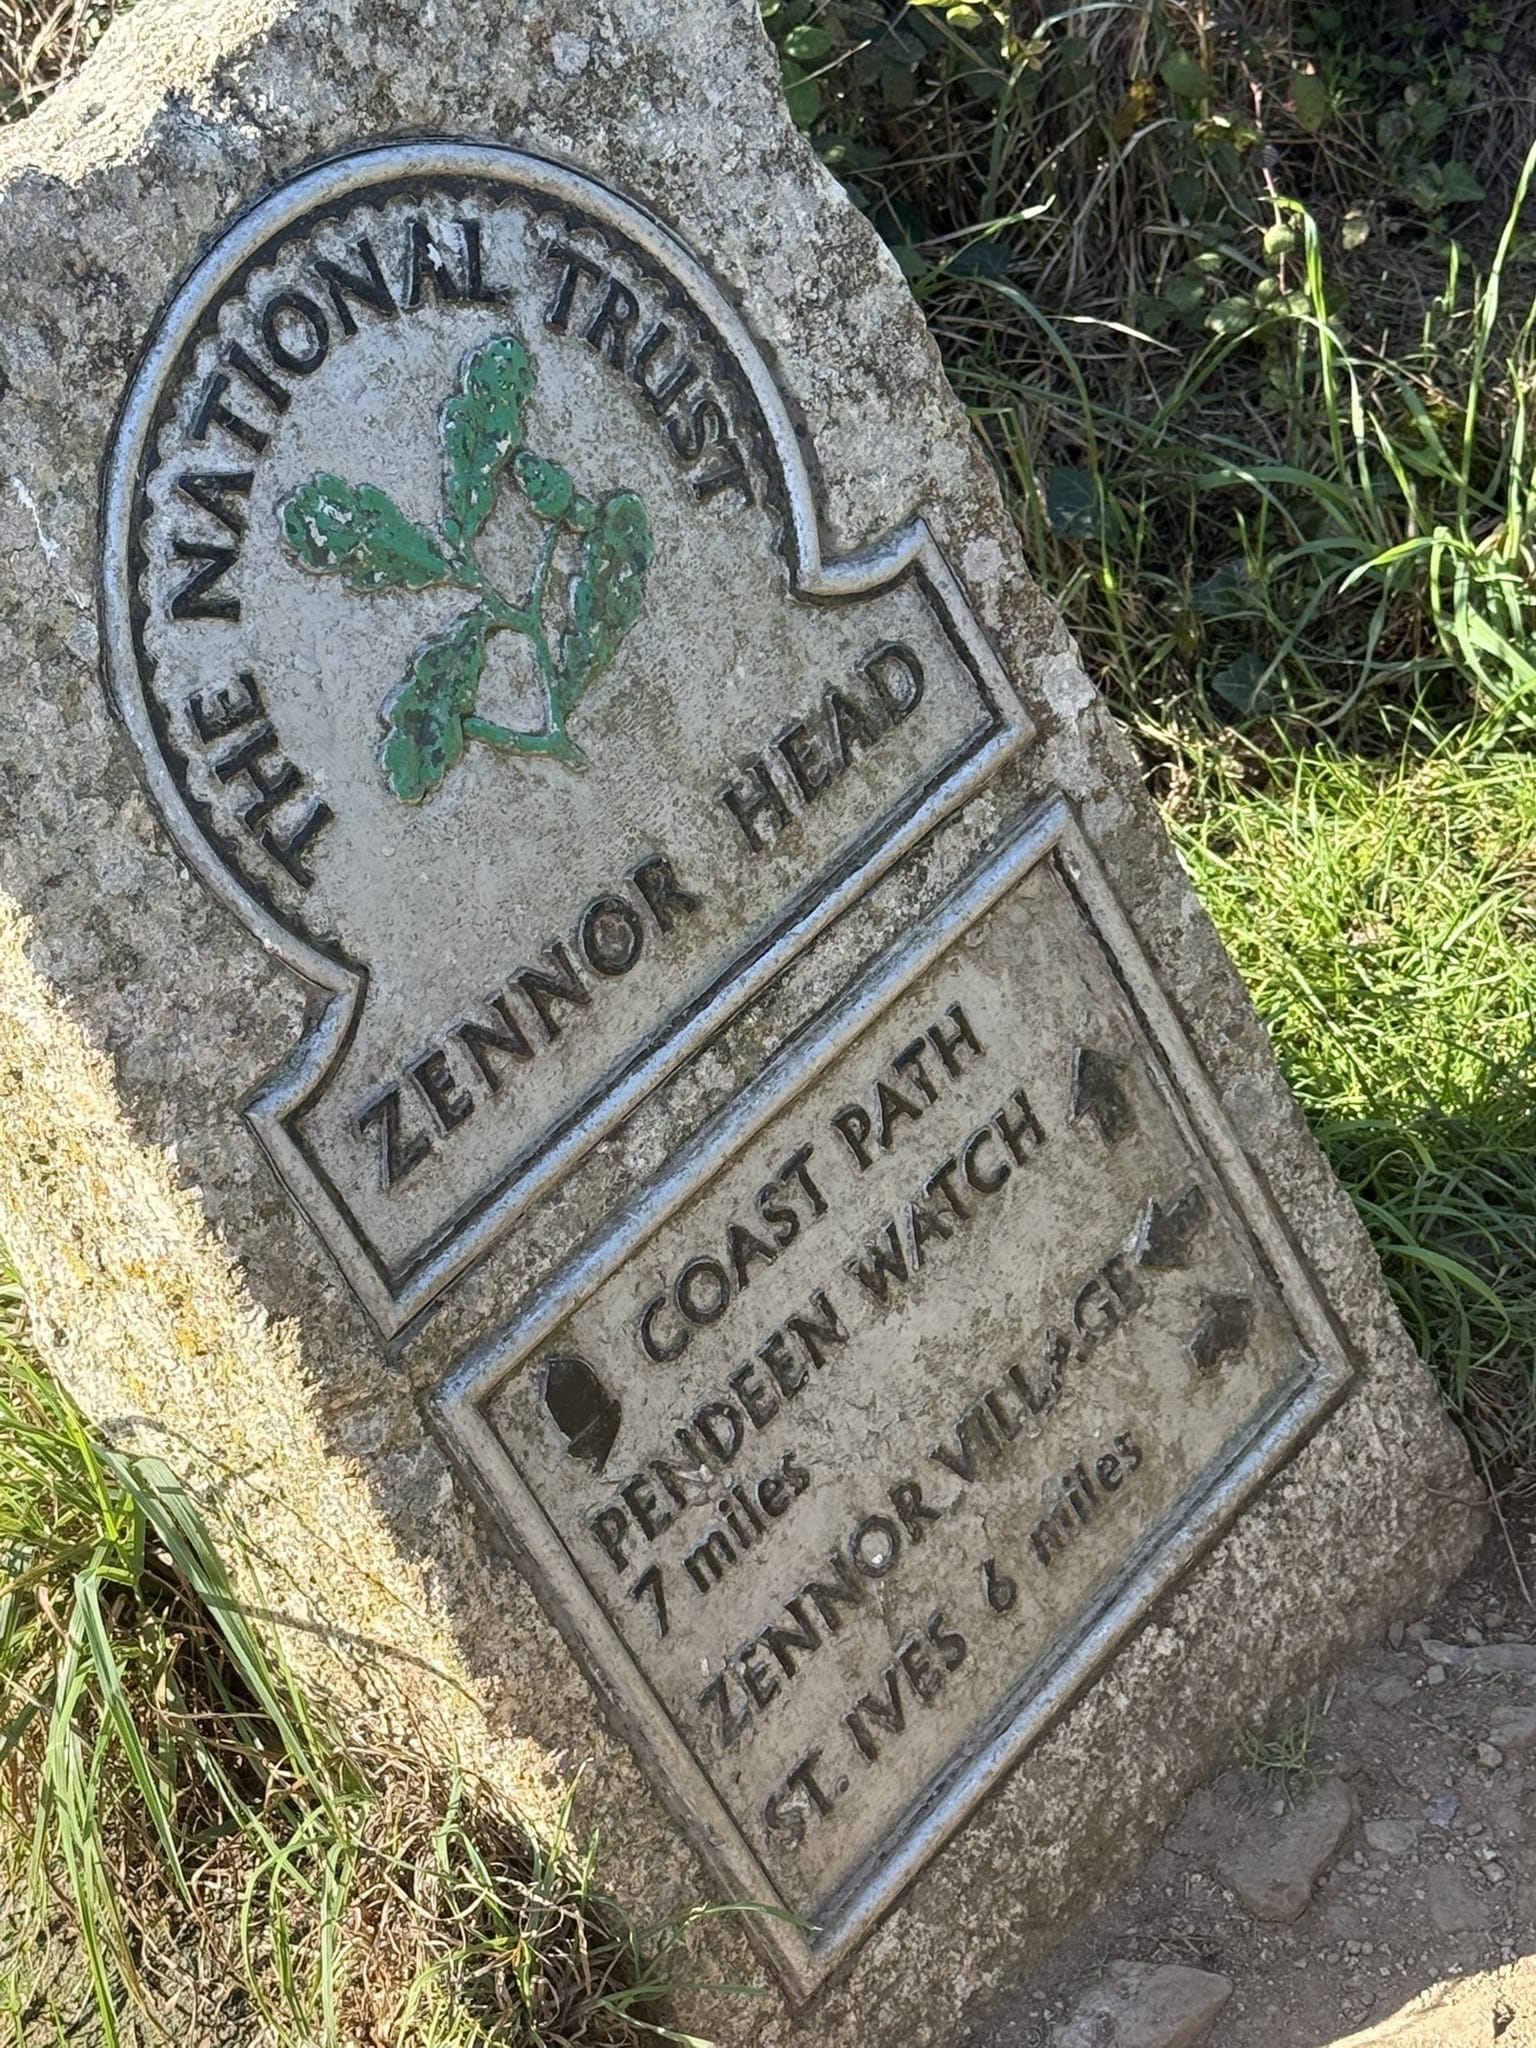 THE NATIONAL TRUST
ZENNOR HEAD
COAST PATH
PENDEEN WATCH
7 miles
ZENNOR VILLAGE
ST. IVES 6 miles